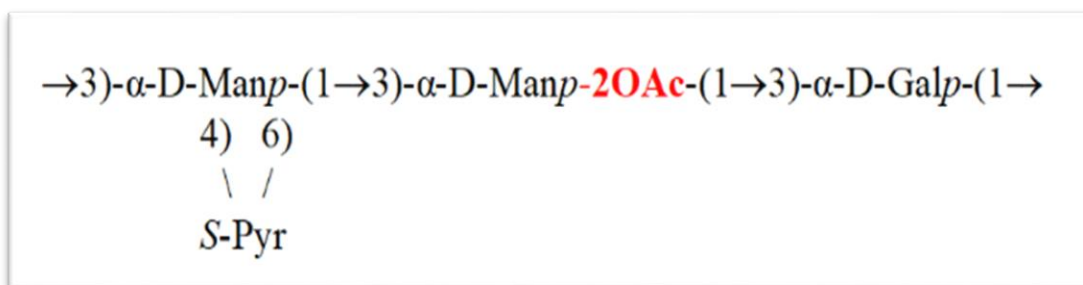 →3)-α-D-Manp-(1→3)-α-D-Manp-2OAc-(1→3)-α-D-Galp-(1→
4) 6)
\ /
S-Pyr